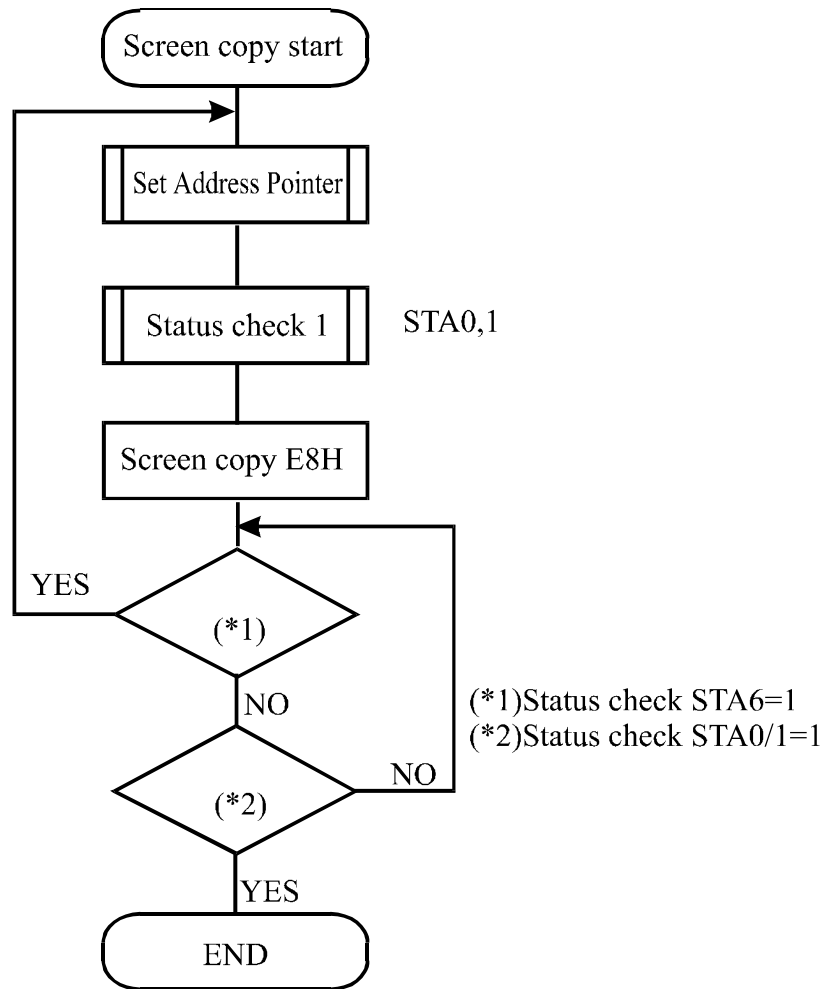 Screen copy start
Set Address Pointer
Status check 1
STA0,1
Screen copy E8H
YES
(*1)
NO
(*1)Status check STA6=1
(*2)Status check STA0/1=1
NO
(*2)
YES
END